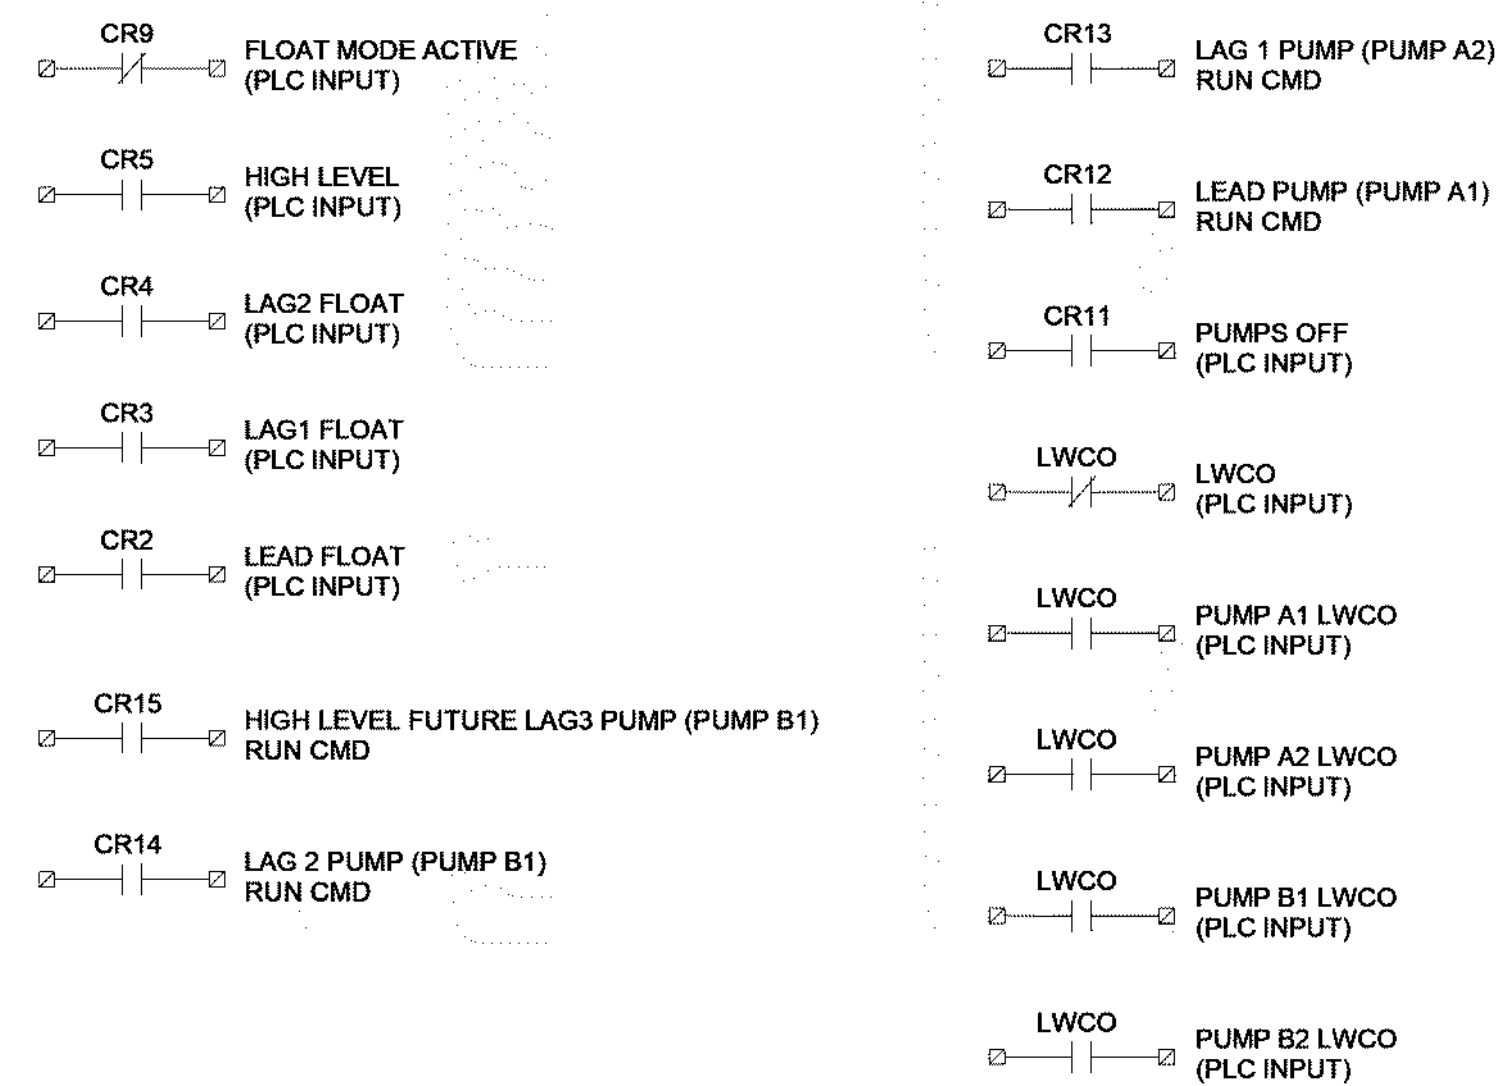 CR9
FLOAT MODE ACTIVE
(PLC INPUT)
CR5
HIGH LEVEL
(PLC INPUT)
CR4
LAG2 FLOAT
(PLC INPUT)
CR3
LAG1 FLOAT
(PLC INPUT)
CR2
LEAD FLOAT
(PLC INPUT)
CR15
HIGH LEVEL FUTURE LAG3 PUMP (PUMP B1)
RUN CMD
CR14
LAG 2 PUMP (PUMP B1)
RUN CMD
CR13
LAG 1 PUMP (PUMP A2)
RUN CMD
CR12
LEAD PUMP (PUMP A1)
RUN CMD
CR11
PUMPS OFF
(PLC INPUT)
LWCO
LWCO
(PLC INPUT)
LWCO
PUMP A1 LWCO
(PLC INPUT)
LWCO
PUMP A2 LWCO
(PLC INPUT)
LWCO
PUMP B1 LWCO
(PLC INPUT)
LWCO
PUMP B2 LWCO
(PLC INPUT)